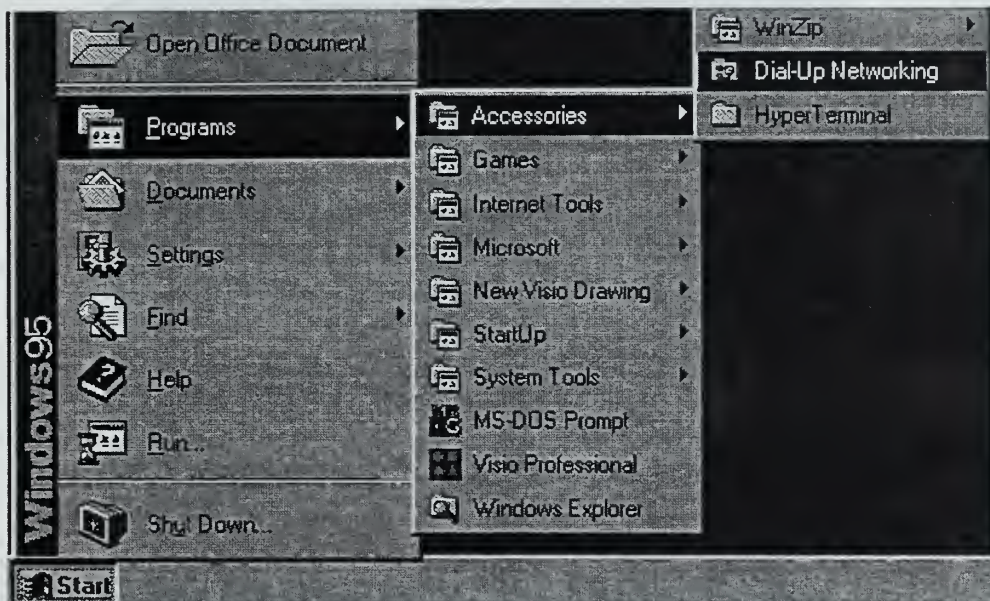 Open Office Document
Programs
Documents
Settings
Find
Help
Run...
Shut Down...
Windows95
Start
Accessories
Games
Internet Tools
Microsoft
New Visio Drawing
StartUp
System Tools
MS-DOS Prompt
Visio Professional
Windows Explorer
WinZip
Dial-Up Networking
HyperTerminal